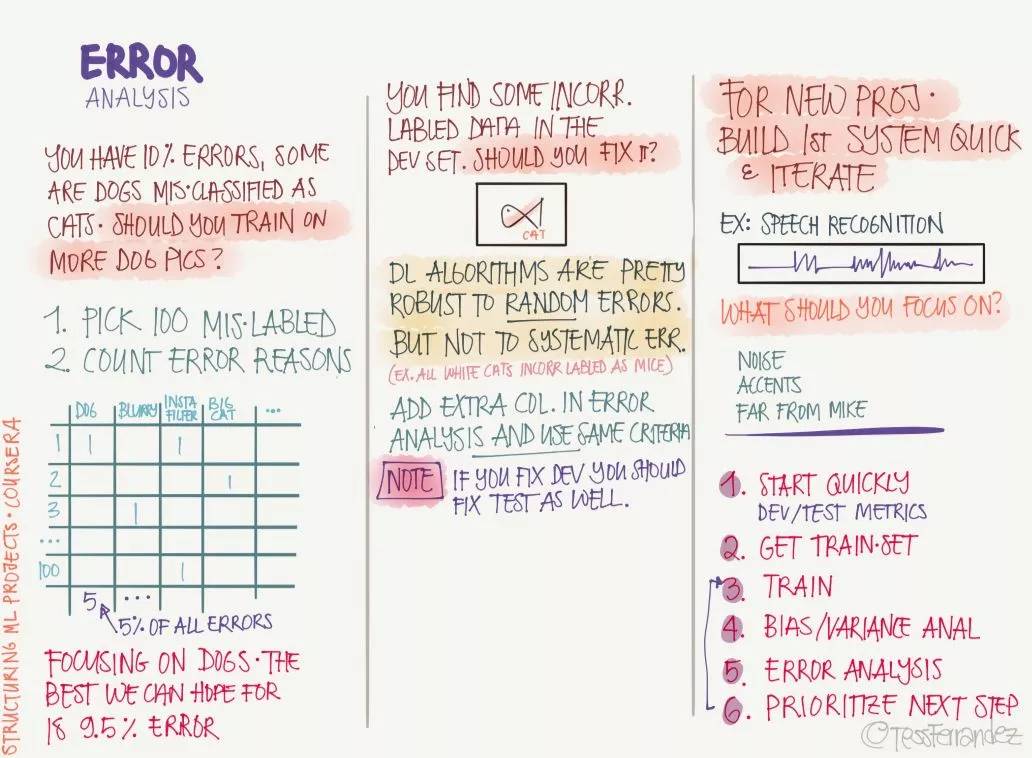 ERROR
ANALYSIS
YOU HAVE 10% ERRORS, SOME
ARE DOGS MIS·CLASSIFIED AS
CATS· SHOULD YOU TRAIN ON
MORE DOG PICS?
1. PICK 100 MIS·LABLED
2. COUNT ERROR REASONS
DOG BLURRY INSTA FILTER BIG CAT ...
1 1 1
2 1
3 1
...
100 1
5 ...
5% OF ALL ERRORS
FOCUSING ON DOGS· THE
BEST WE CAN HOPE FOR
IS 9.5% ERROR
STRUCTURING ML PROJECTS · COURSERA
YOU FIND SOME INCORR.
LABLED DATA IN THE
DEV SET. SHOULD YOU FIX IT?
CAT
DL ALGORITHMS ARE PRETTY
ROBUST TO RANDOM ERRORS.
BUT NOT TO SYSTEMATIC ERR.
(EX. ALL WHITE CATS INCORR LABLED AS MICE)
ADD EXTRA COL. IN ERROR
ANALYSIS AND USE SAME CRITERIA
NOTE IF YOU FIX DEV YOU SHOULD
FIX TEST AS WELL.
FOR NEW PROJ·
BUILD 1st SYSTEM QUICK
& ITERATE
EX: SPEECH RECOGNITION
WHAT SHOULD YOU FOCUS ON?
NOISE
ACCENTS
FAR FROM MIKE
1. START QUICKLY
DEV/TEST METRICS
2. GET TRAIN·SET
3. TRAIN
4. BIAS/VARIANCE ANAL
5. ERROR ANALYSIS
6. PRIORITIZE NEXT STEP
@TessFerrandez